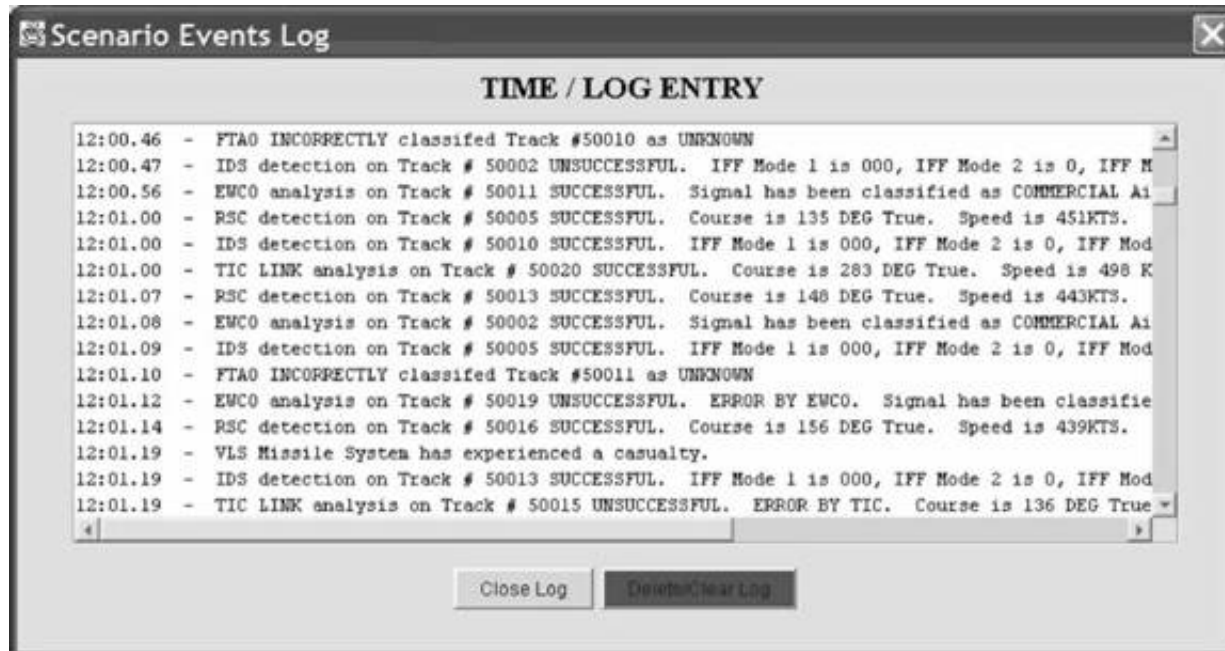 Scenario Events Log
TIME / LOG ENTRY
12:00.46 - FTAO INCORRECTLY classifed Track #50010 as UNKNOWN
12:00.47 - IDS detection on Track # 50002 UNSUCCESSFUL. IFF Mode 1 is 000, IFF Mode 2 is 0, IFF M
12:00.56 - EWCO analysis on Track # 50011 SUCCESSFUL. Signal has been classified as COMMERCIAL Ai
12:01.00 - RSC detection on Track # 50005 SUCCESSFUL. Course is 135 DEG True. Speed is 451KTS.
12:01.00 - IDS detection on Track # 50010 SUCCESSFUL. IFF Mode 1 is 000, IFF Mode 2 is 0, IFF Mod
12:01.00 - TIC LINK analysis on Track # 50020 SUCCESSFUL. Course is 283 DEG True. Speed is 498 K
12:01.07 - RSC detection on Track # 50013 SUCCESSFUL. Course is 148 DEG True. Speed is 443KTS.
12:01.08 - EWCO analysis on Track # 50002 SUCCESSFUL. Signal has been classified as COMMERCIAL Ai
12:01.09 - IDS detection on Track # 50005 SUCCESSFUL. IFF Mode 1 is 000, IFF Mode 2 is 0, IFF Mod
12:01.10 - FTAO INCORRECTLY classifed Track #50011 as UNKNOWN
12:01.12 - EWCO analysis on Track # 50019 UNSUCCESSFUL. ERROR BY EWCO. Signal has been classifie
12:01.14 - RSC detection on Track # 50016 SUCCESSFUL. Course is 156 DEG True. Speed is 439KTS.
12:01.19 - VLS Missile System has experienced a casualty.
12:01.19 - IDS detection on Track # 50013 SUCCESSFUL. IFF Mode 1 is 000, IFF Mode 2 is 0, IFF Mod
12:01.19 - TIC LINK analysis on Track # 50015 UNSUCCESSFUL. ERROR BY TIC. Course is 136 DEG True
Close Log
Delete/Clear Log